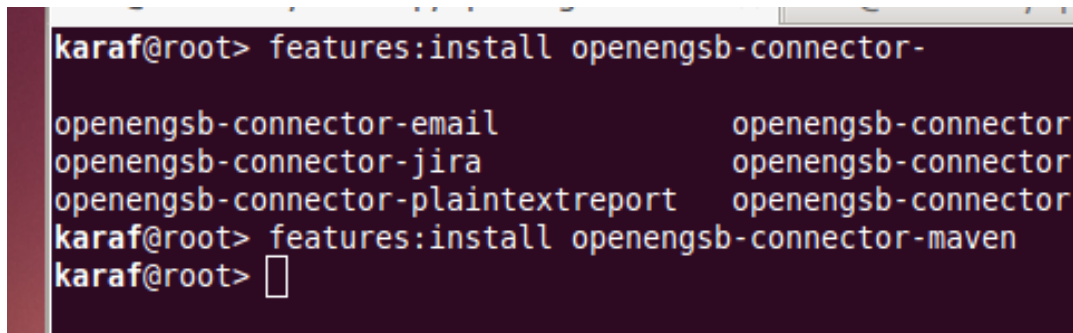 karaf@root> features:install openengsb-connector-
openengsb-connector-email openengsb-connector
openengsb-connector-jira openengsb-connector
openengsb-connector-plaintextreport openengsb-connector
karaf@root> features:install openengsb-connector-maven
karaf@root>